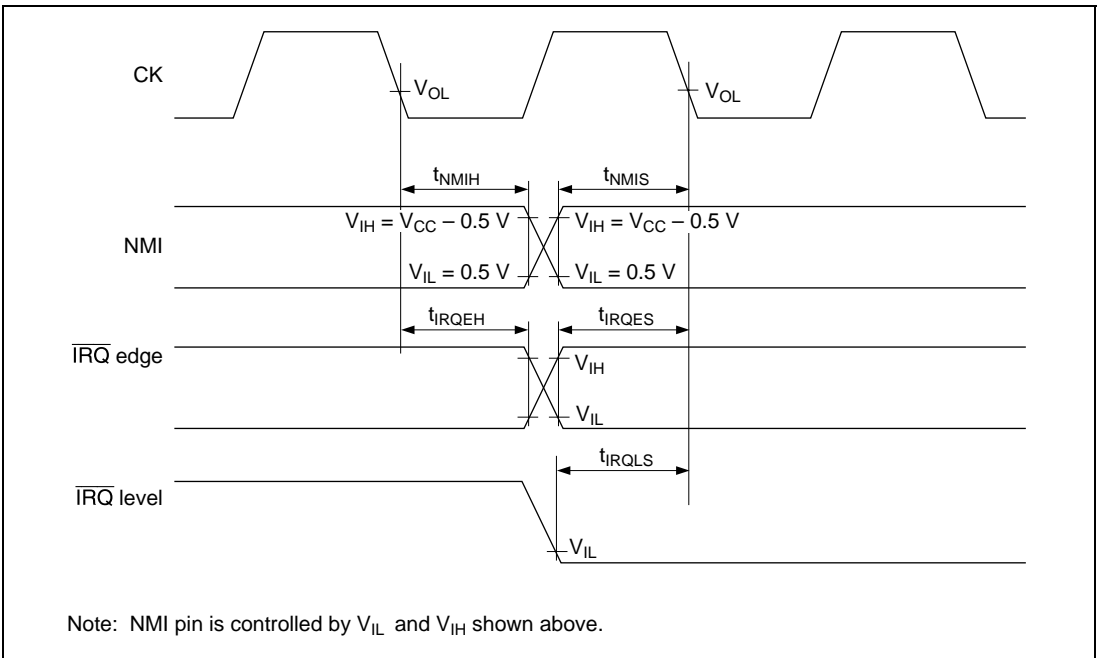 CK
V_OL V_OL
t_NMIH t_NMIS
V_IH = V_CC – 0.5 V V_IH = V_CC – 0.5 V
NMI
V_IL = 0.5 V V_IL = 0.5 V
t_IRQEH t_IRQES
I̅R̅Q̅ edge
V_IH
V_IL
t_IRQLS
I̅R̅Q̅ level
V_IL
Note: NMI pin is controlled by V_IL and V_IH shown above.